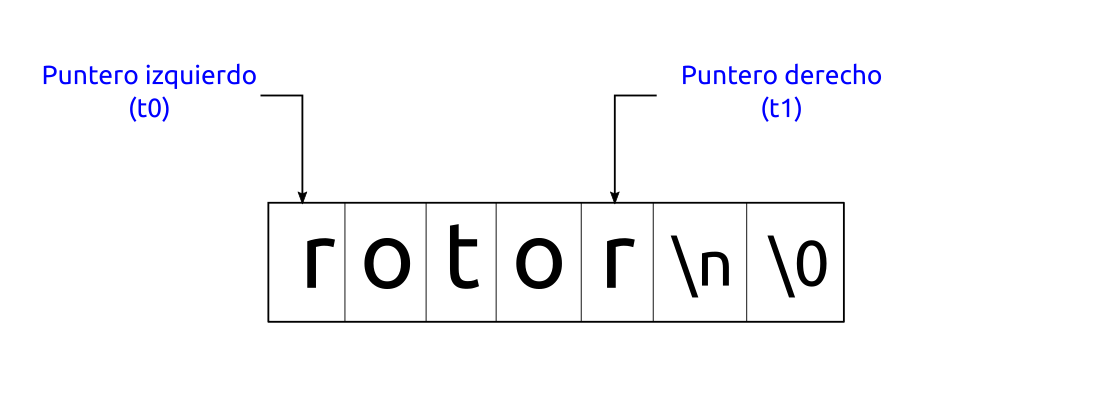 Puntero izquierdo
(t0)
Puntero derecho
(t1)
r o t o r \n \0